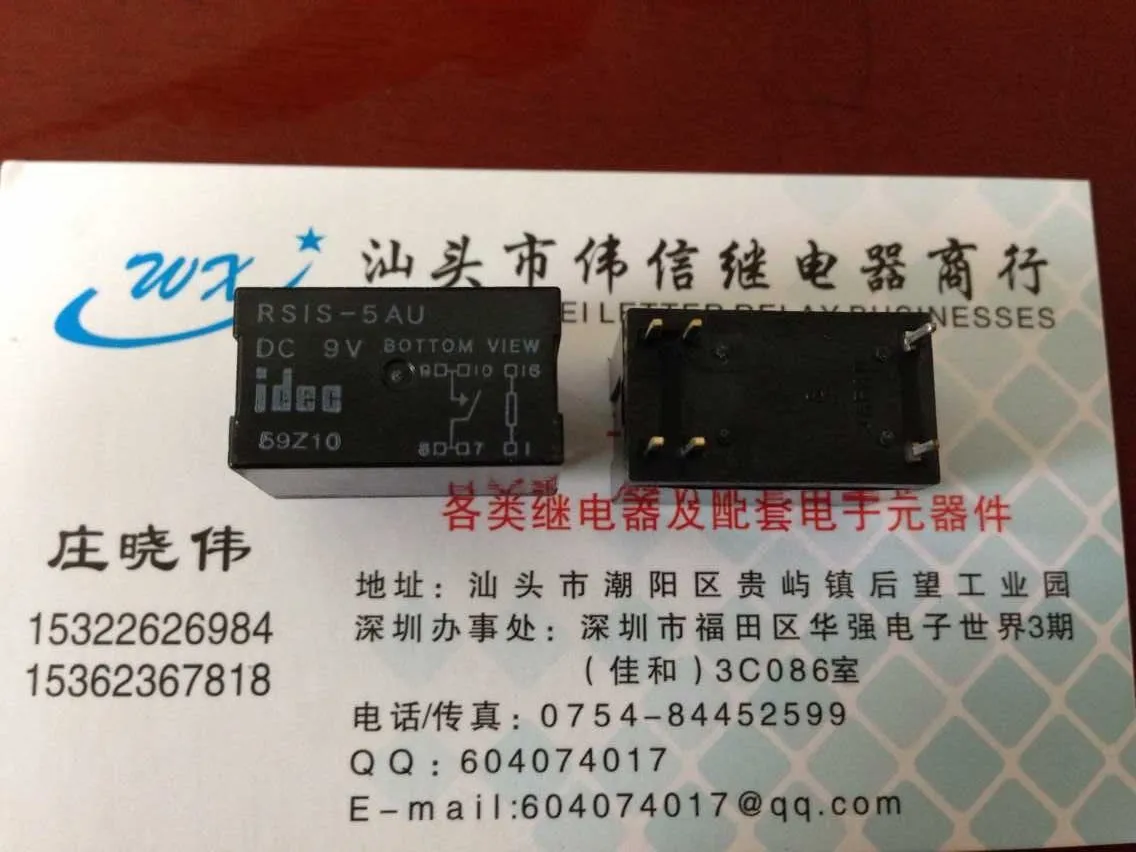 WX
汕头市伟信继电器商行
LETTER RELAY BUSINESSES
RSIS-5AU
DC 9V BOTTOM VIEW
idec
9 10 16
59Z10
8 7 1
各类继电器及配套电子元器件
庄晓伟
15322626984
15362367818
地址：汕头市潮阳区贵屿镇后望工业园
深圳办事处：深圳市福田区华强电子世界3期
（佳和）3C086室
电话/传真：0754-84452599
QQ：604074017
E-mail:604074017@qq.com